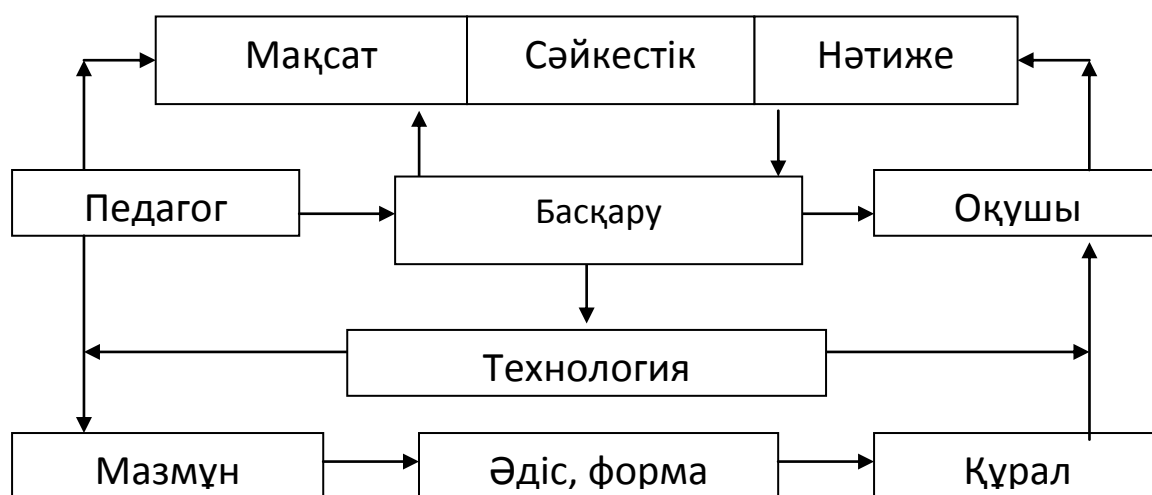 Мақсат Сәйкестік Нәтиже
Педагог Басқару Оқушы
Технология
Мазмұн Әдіс, форма Құрал